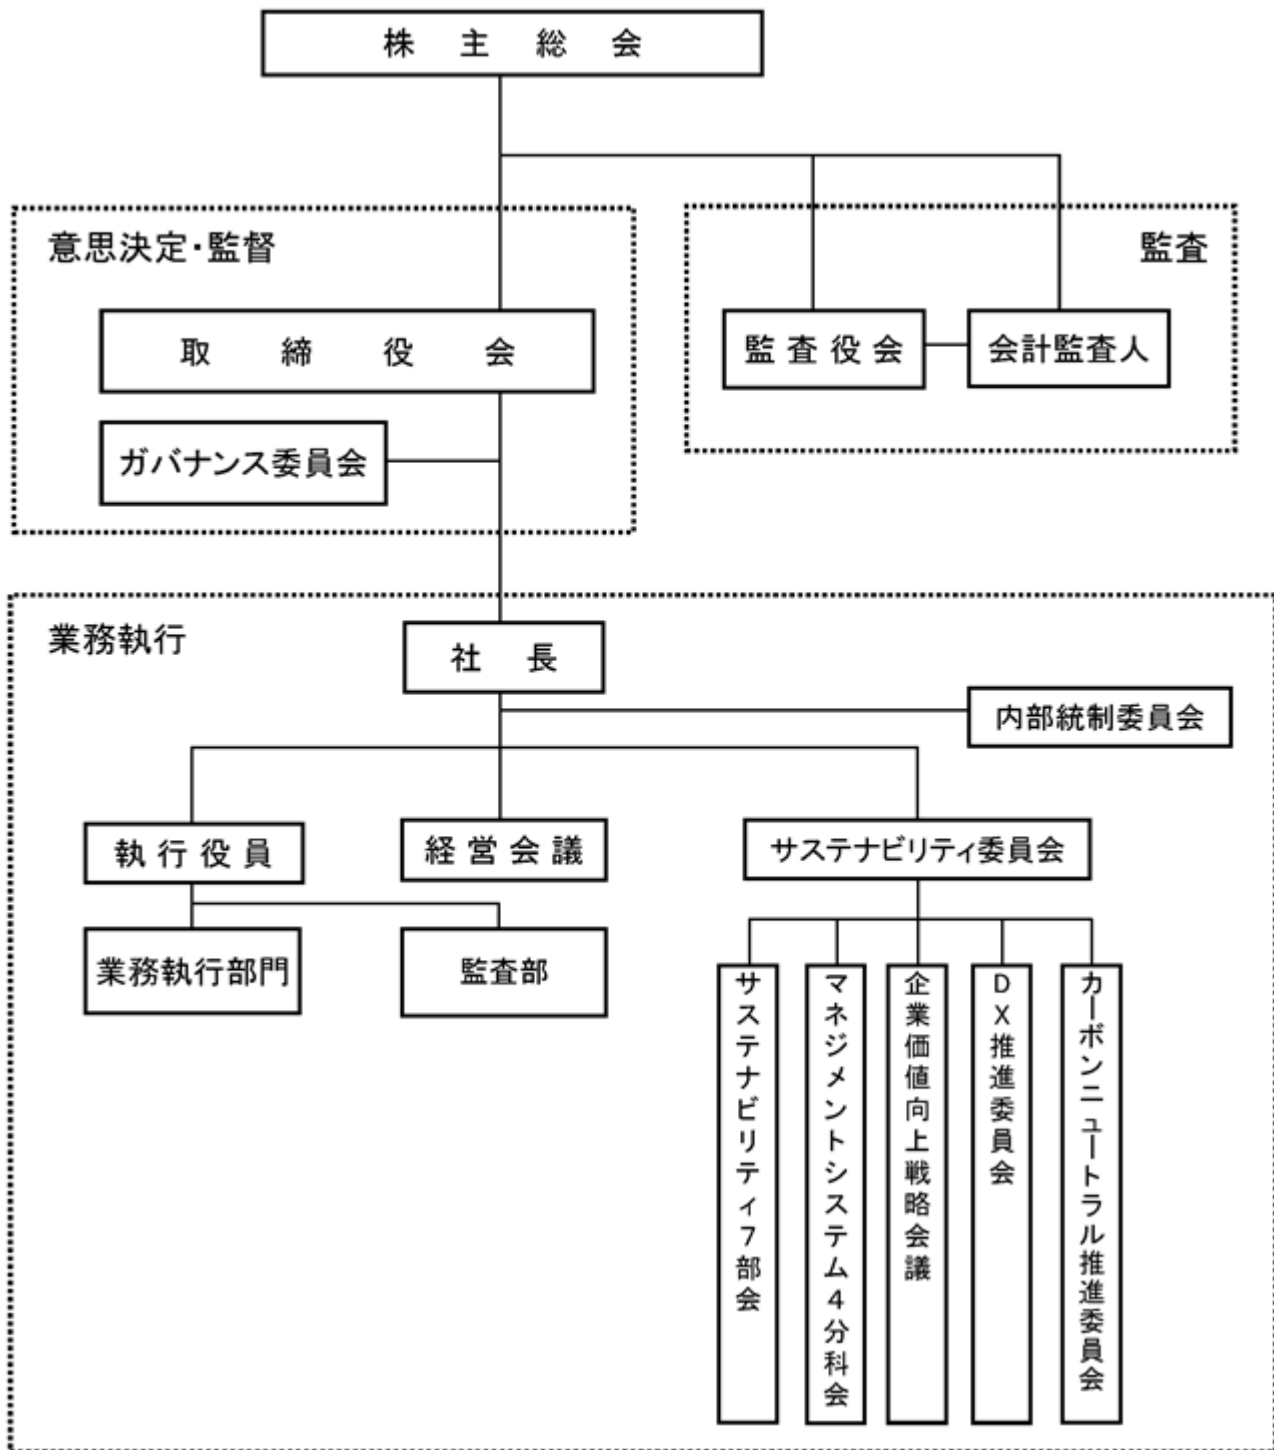 株主総会
意思決定・監督
監査
取締役会
監査役会
会計監査人
ガバナンス委員会
業務執行
社長
内部統制委員会
執行役員
経営会議
サステナビリティ委員会
業務執行部門
監査部
サステナビリティ7部会
マネジメントシステム4分科会
企業価値向上戦略会議
DX推進委員会
カーボンニュートラル推進委員会